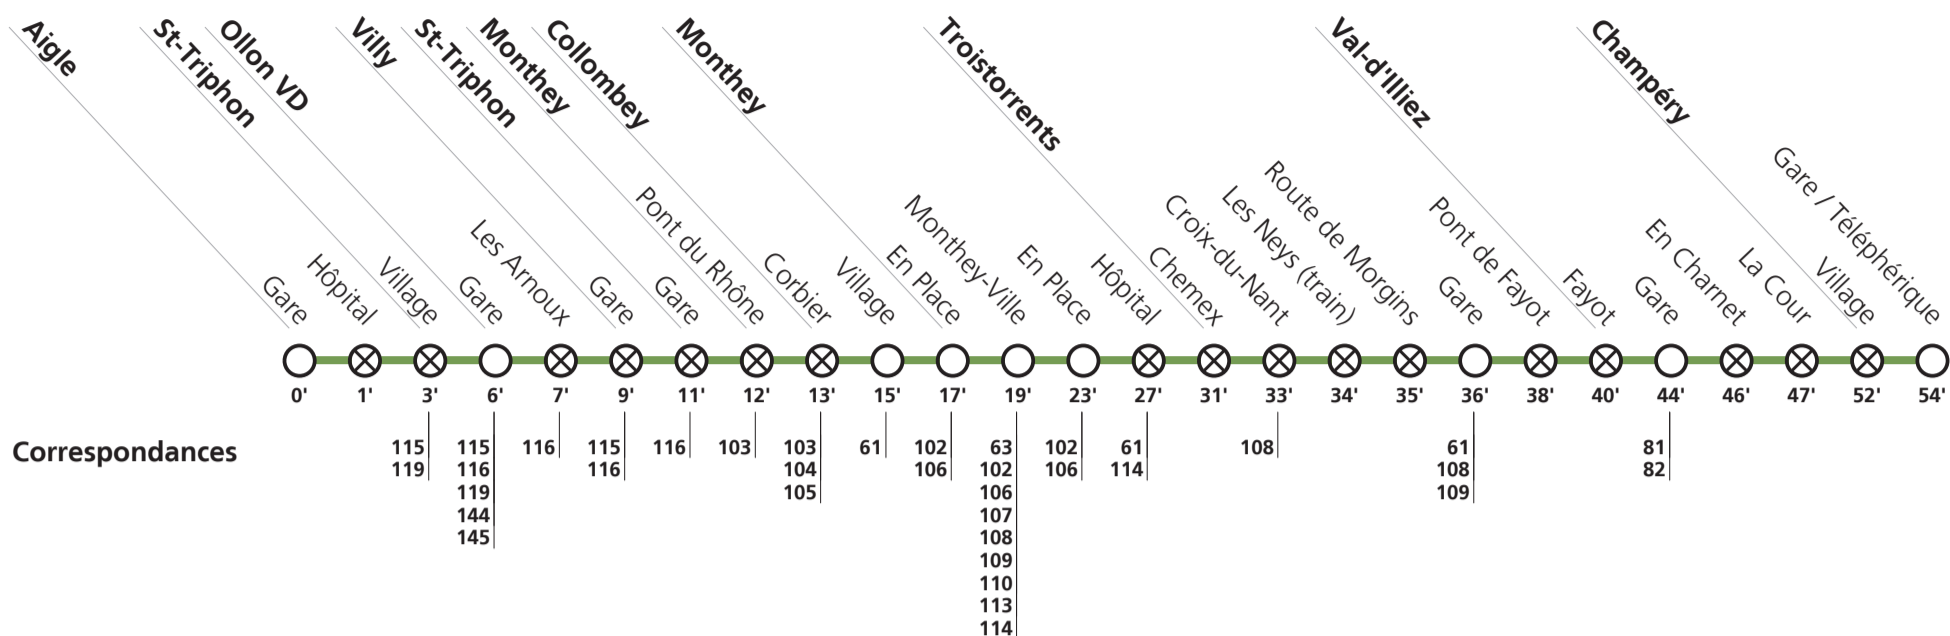 Aigle
St-Triphon
Ollon VD
Villy
St-Triphon
Monthey
Collombey
Monthey
Troistorrents
Val-d'Illiez
Champéry
Gare
Hôpital
Village
Gare
Les Arnoux
Gare
Gare
Pont du Rhône
Corbier
Village
En Place
Monthey-Ville
En Place
Hôpital
Chemex
Croix-du-Nant
Les Neys (train)
Route de Morgins
Gare
Pont de Fayot
Fayot
Gare
En Charnet
La Cour
Village
Gare / Téléphérique
0' 1' 3' 6' 7' 9' 11' 12' 13' 15' 17' 19' 23' 27' 31' 33' 34' 35' 36' 38' 40' 44' 46' 47' 52' 54'
Correspondances
115
119
115
116
119
144
145
116
115
116
116
103
103
104
105
61
102
106
63
102
106
107
108
109
110
113
114
102
106
61
114
108
61
108
109
81
82